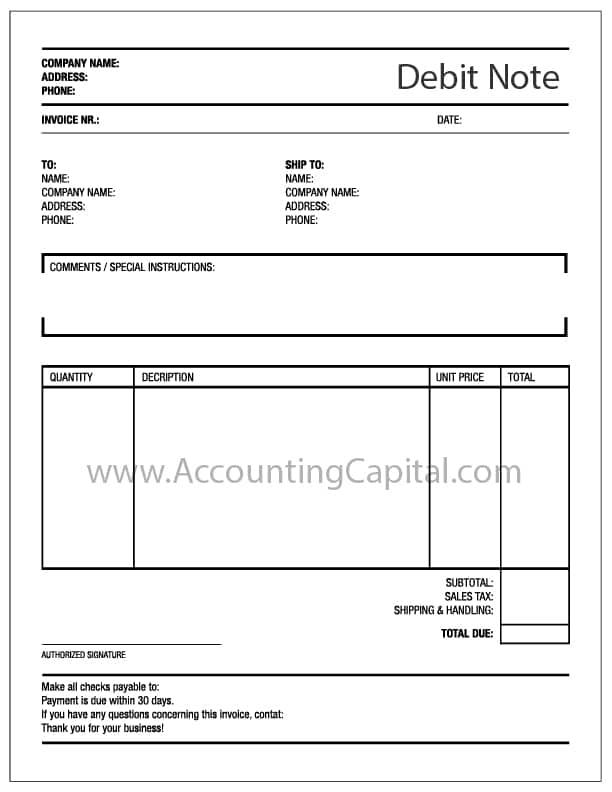 COMPANY NAME:
ADDRESS:
PHONE:
Debit Note
INVOICE NR.: DATE:
TO:
NAME:
COMPANY NAME:
ADDRESS:
PHONE:
SHIP TO:
NAME:
COMPANY NAME:
ADDRESS:
PHONE:
COMMENTS / SPECIAL INSTRUCTIONS:
QUANTITY DECRIPTION UNIT PRICE TOTAL
www.AccountingCapital.com
SUBTOTAL:
SALES TAX:
SHIPPING & HANDLING:
TOTAL DUE:
AUTHORIZED SIGNATURE
Make all checks payable to:
Payment is due within 30 days.
If you have any questions concerning this invoice, contat:
Thank you for your business!